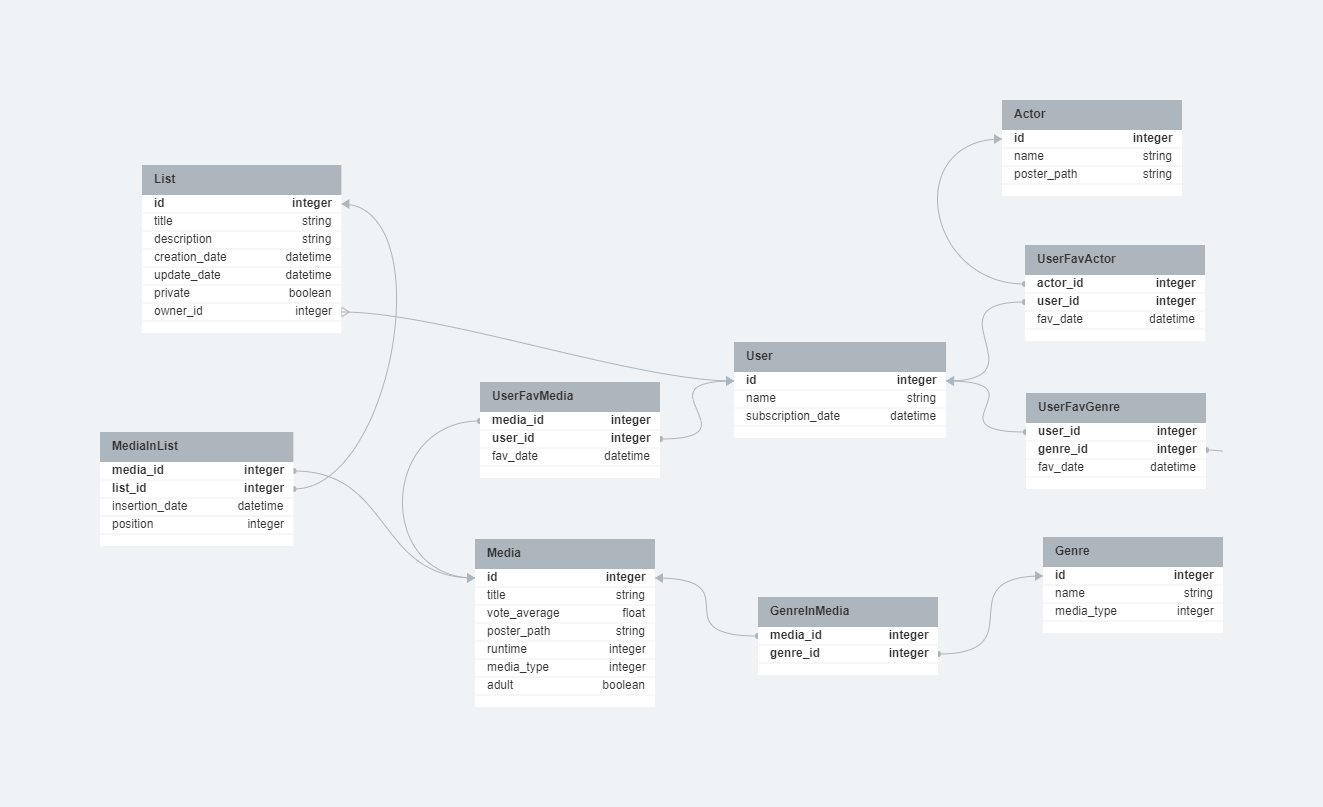 Actor
id integer
name string
poster_path string
List
id integer
title string
description string
creation_date datetime
update_date datetime
private boolean
owner_id integer
UserFavActor
actor_id integer
user_id integer
fav_date datetime
User
id integer
name string
subscription_date datetime
UserFavMedia
media_id integer
user_id integer
fav_date datetime
UserFavGenre
user_id integer
genre_id integer
fav_date datetime
MediaInList
media_id integer
list_id integer
insertion_date datetime
position integer
Media
id integer
title string
vote_average float
poster_path string
runtime integer
media_type integer
adult boolean
GenreInMedia
media_id integer
genre_id integer
Genre
id integer
name string
media_type integer